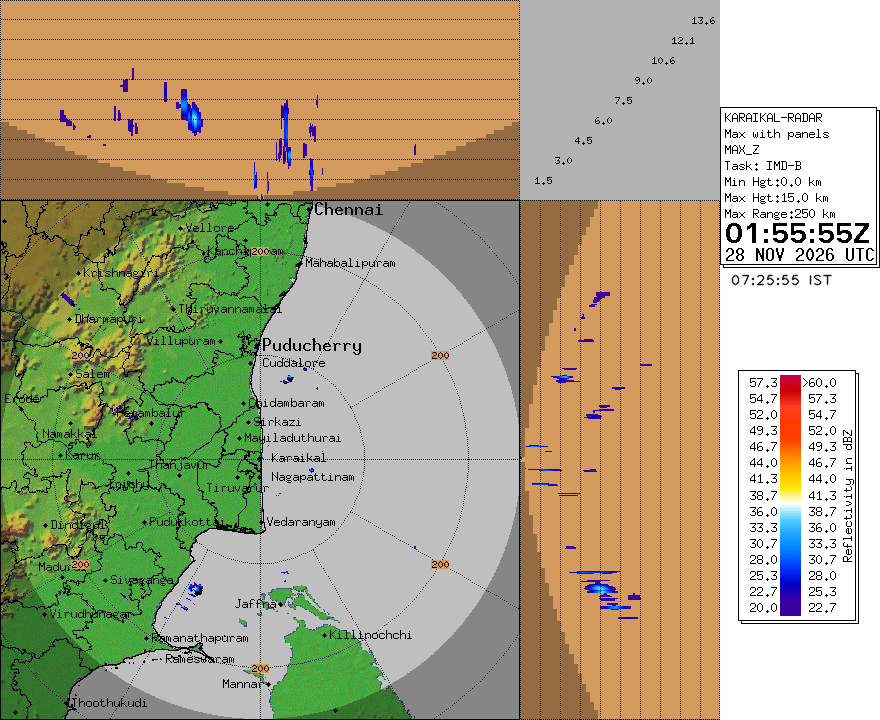 13.6
12.1
10.6
9.0
7.5
6.0
4.5
3.0
1.5
KARAIKAL-RADAR
Max with panels
MAX_Z
Task: IMD-B
Min Hgt:0.0 km
Max Hgt:15.0 km
Max Range:250 km
01:55:55Z
28 NOV 2026 UTC
07:25:55 IST
Chennai
Vellore
200
Mahabalipuram
Krishnagiri
Thiruvannamalai
Dharmapuri
Villupuram
Puducherry
200
200
Cuddalore
Salem
Erode
Chidambaram
Perambalur
Sirkazi
Namakkal
Mayiladuthurai
Karur
Karaikal
Thanjavur
Nagapattinam
Tiruvarur
Dindigul
Pudukkottai
Vedaranyam
200
200
Madurai
Sivaganga
Jaffna
Virudhunagar
Ramanathapuram
Killinochchi
Rameswaram
200
Mannar
Thoothukudi
57.3 >60.0
54.7 57.3
52.0 54.7
49.3 52.0
46.7 49.3
44.0 46.7
41.3 44.0
38.7 41.3
36.0 38.7
33.3 36.0
30.7 33.3
28.0 30.7
25.3 28.0
22.7 25.3
20.0 22.7
Reflectivity in dBZ